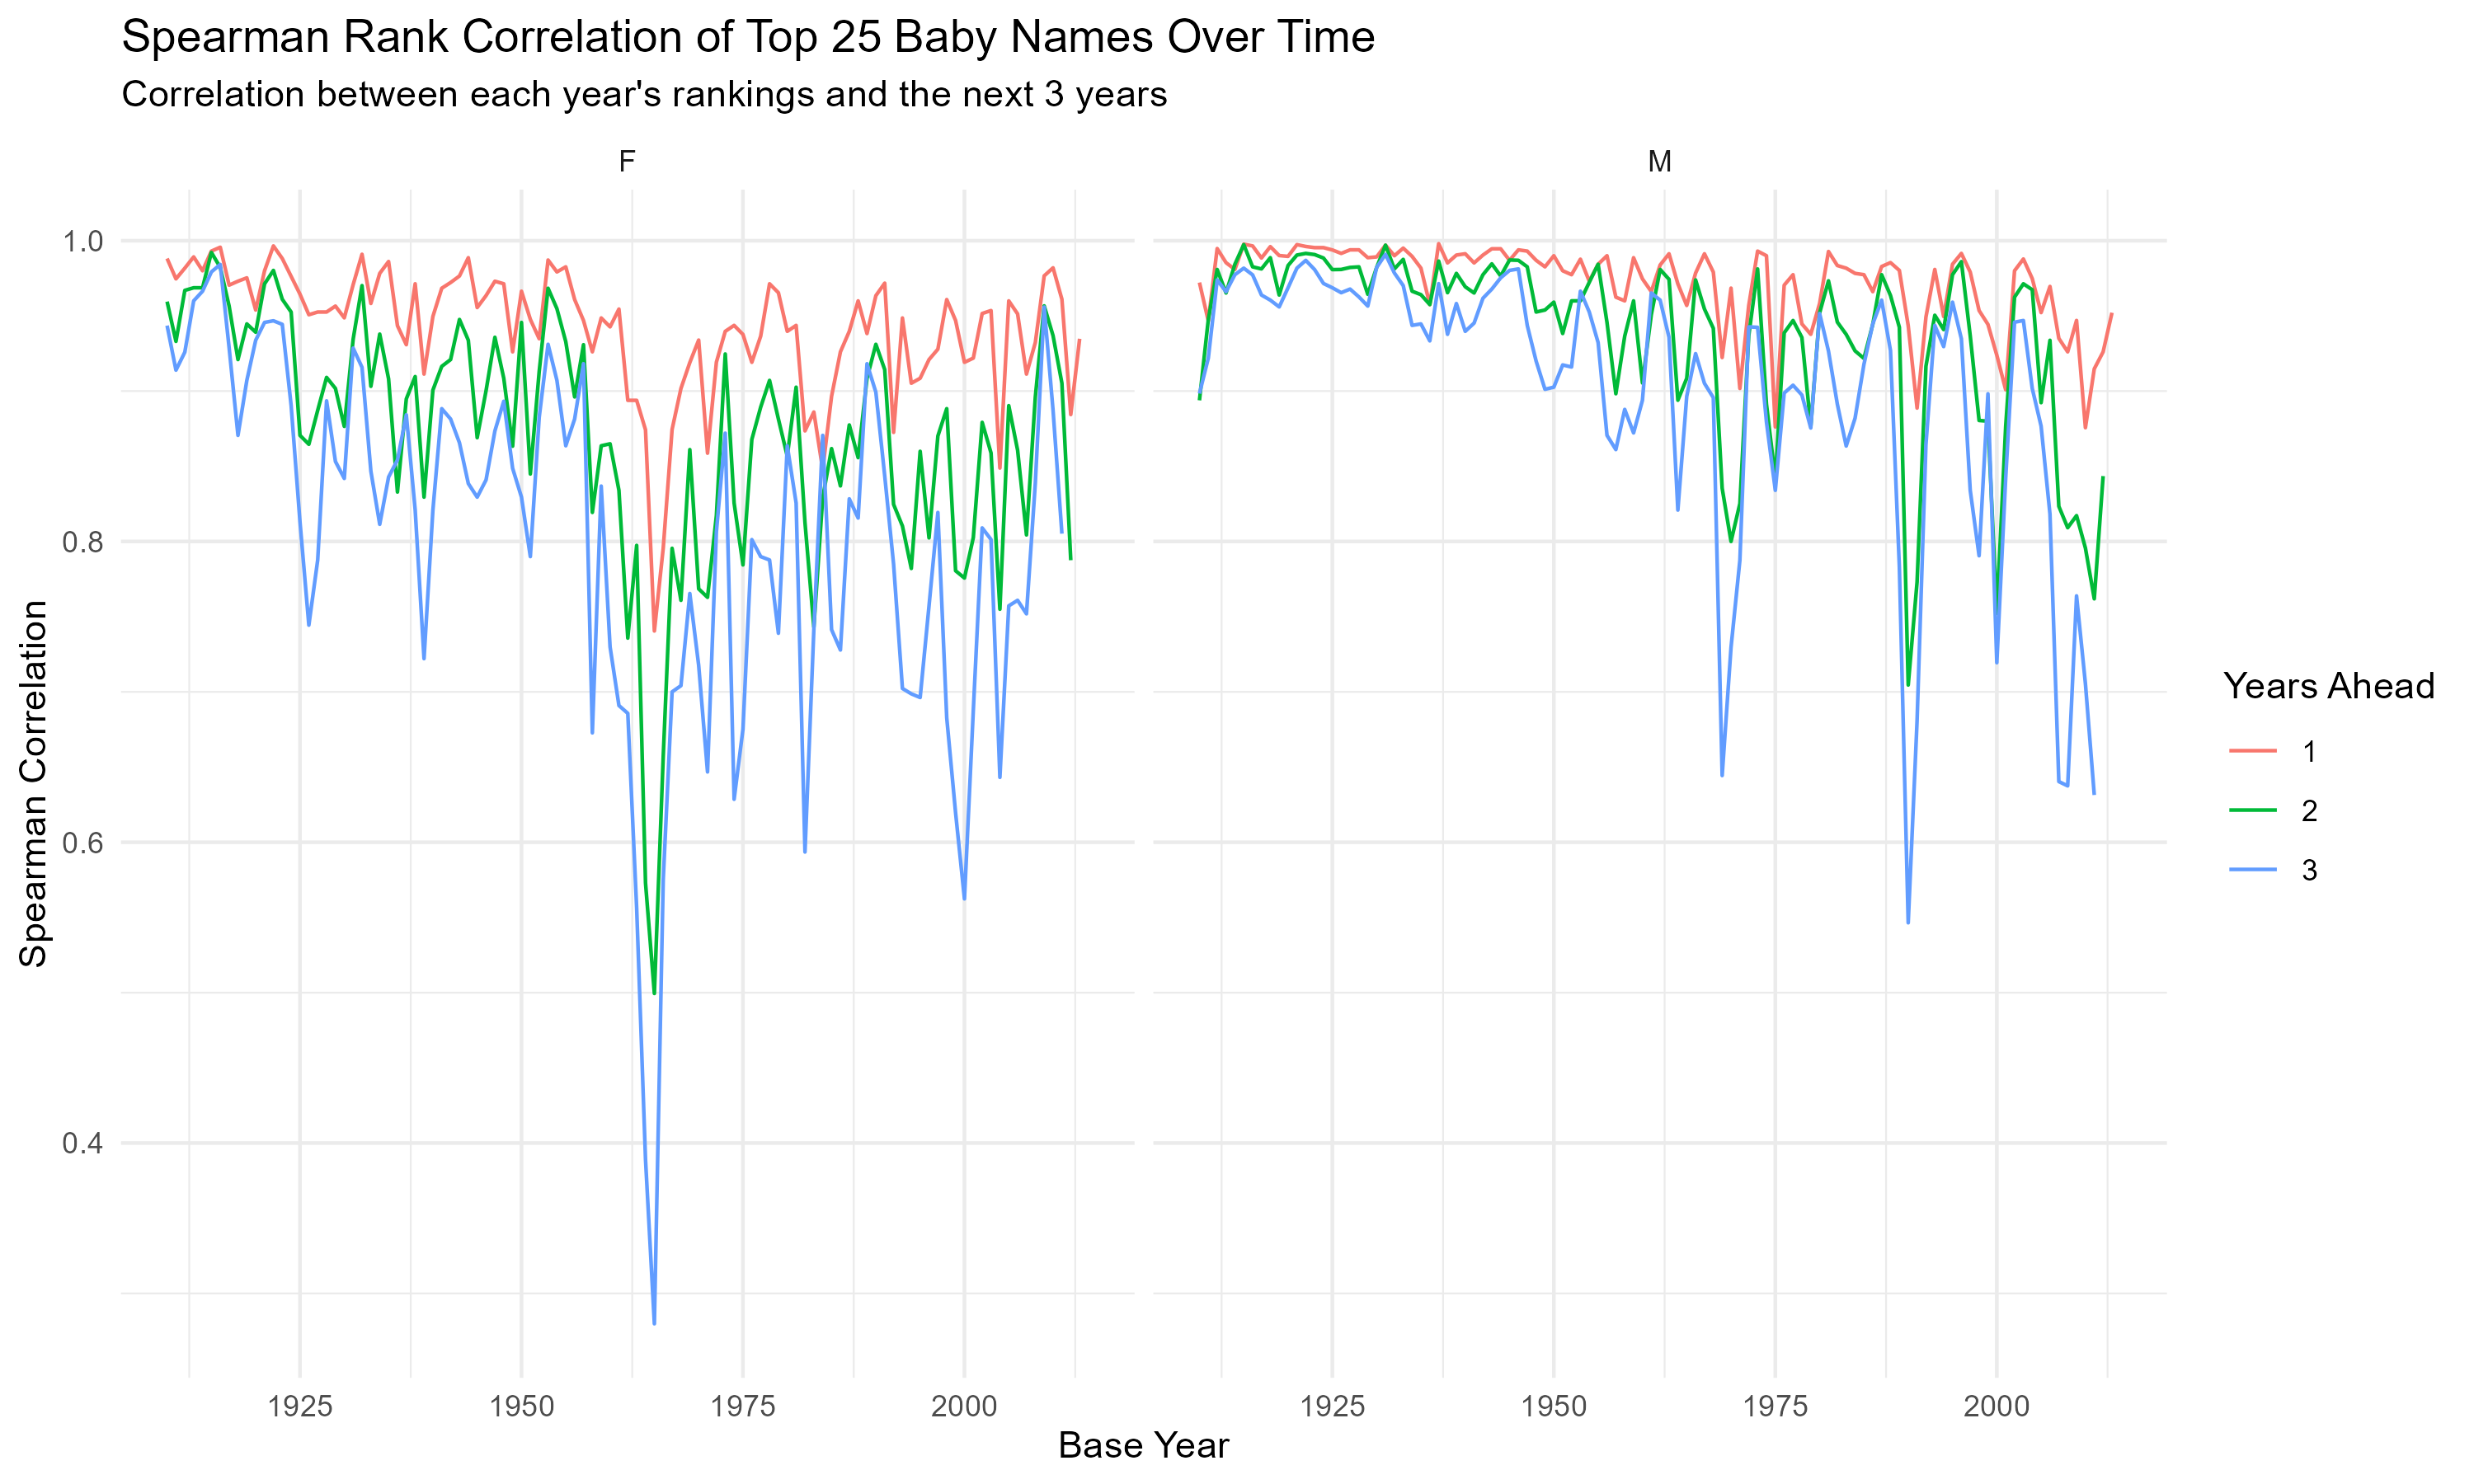 Spearman Rank Correlation of Top 25 Baby Names Over Time
Correlation between each year's rankings and the next 3 years
F
M
1.0
0.8
0.6
0.4
Spearman Correlation
1925
1950
1975
2000
1925
1950
1975
2000
Base Year
Years Ahead
1
2
3